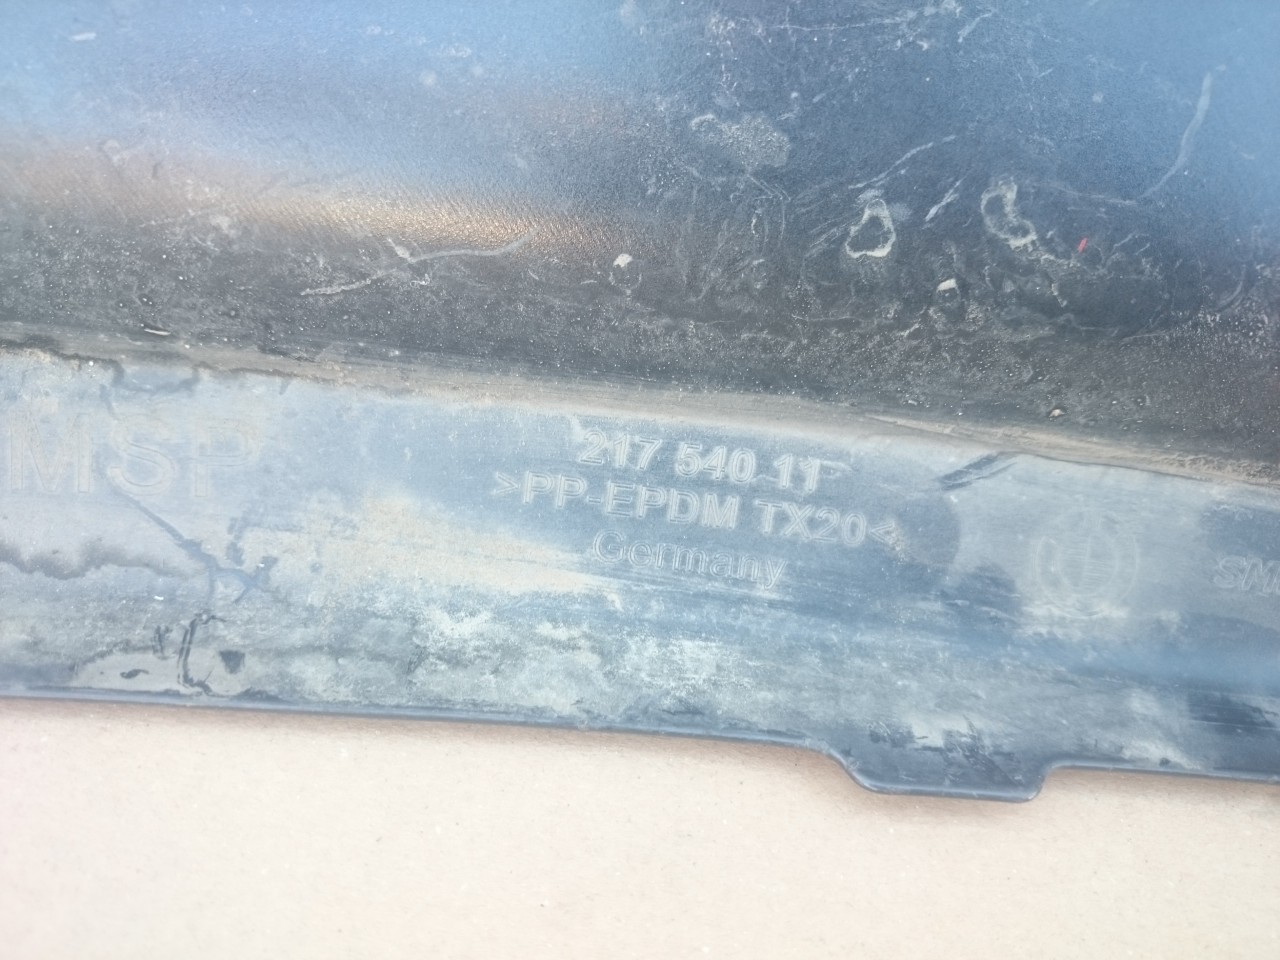 MSP
217 540-11
>PP-EPDM TX20<
Germany